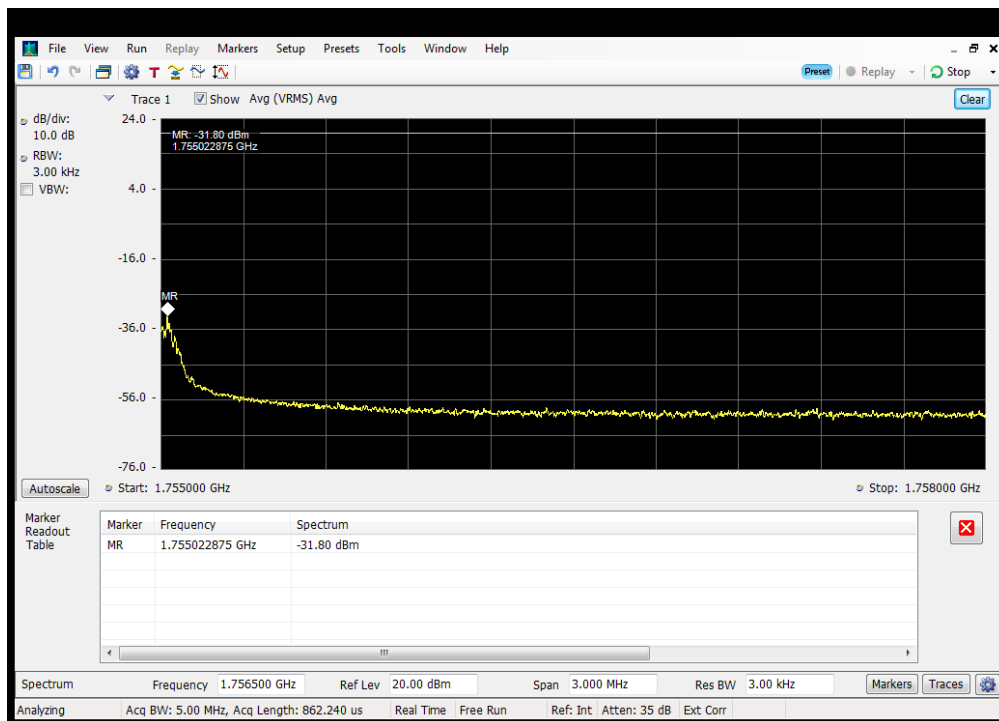 File View Run Replay Markers Setup Presets Tools Window Help
T Preset Replay Stop
Trace 1 Show Avg (VRMS) Avg Clear
dB/div:
10.0 dB
RBW:
3.00 kHz
VBW:
24.0
4.0
-16.0
-36.0
-56.0
-76.0
MR: -31.80 dBm
1.755022875 GHz
MR
Autoscale Start: 1.755000 GHz Stop: 1.758000 GHz
Marker
Readout
Table
Marker Frequency Spectrum
MR 1.755022875 GHz -31.80 dBm
Spectrum Frequency 1.756500 GHz Ref Lev 20.00 dBm Span 3.000 MHz Res BW 3.00 kHz Markers Traces
Analyzing Acq BW: 5.00 MHz, Acq Length: 862.240 us Real Time Free Run Ref: Int Atten: 35 dB Ext Corr